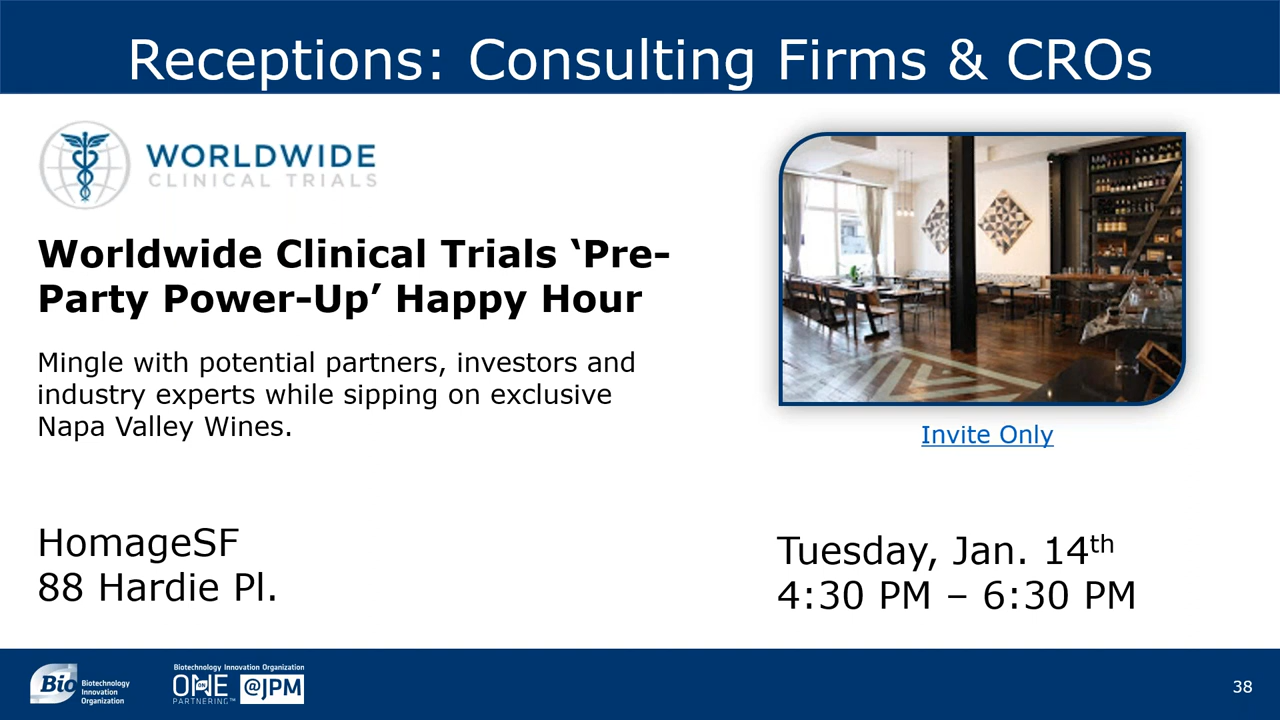 Receptions: Consulting Firms & CROs
WORLDWIDE
CLINICAL TRIALS
Worldwide Clinical Trials ‘Pre-
Party Power-Up’ Happy Hour
Mingle with potential partners, investors and
industry experts while sipping on exclusive
Napa Valley Wines.
Invite Only
HomageSF
88 Hardie Pl.
Tuesday, Jan. 14th
4:30 PM – 6:30 PM
Bio
Biotechnology
Innovation
Organization
Biotechnology Innovation Organization
ONE
ON
PARTNERING™
@JPM
38